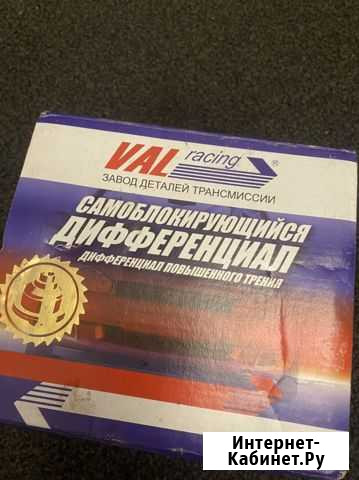 VAL racing ®
ЗАВОД ДЕТАЛЕЙ ТРАНСМИССИИ
САМОБЛОКИРУЮЩИЙСЯ
ДИФФЕРЕНЦИАЛ
ДИФФЕРЕНЦИАЛ ПОВЫШЕННОГО ТРЕНИЯ
Интернет-
Кабинет.Ру